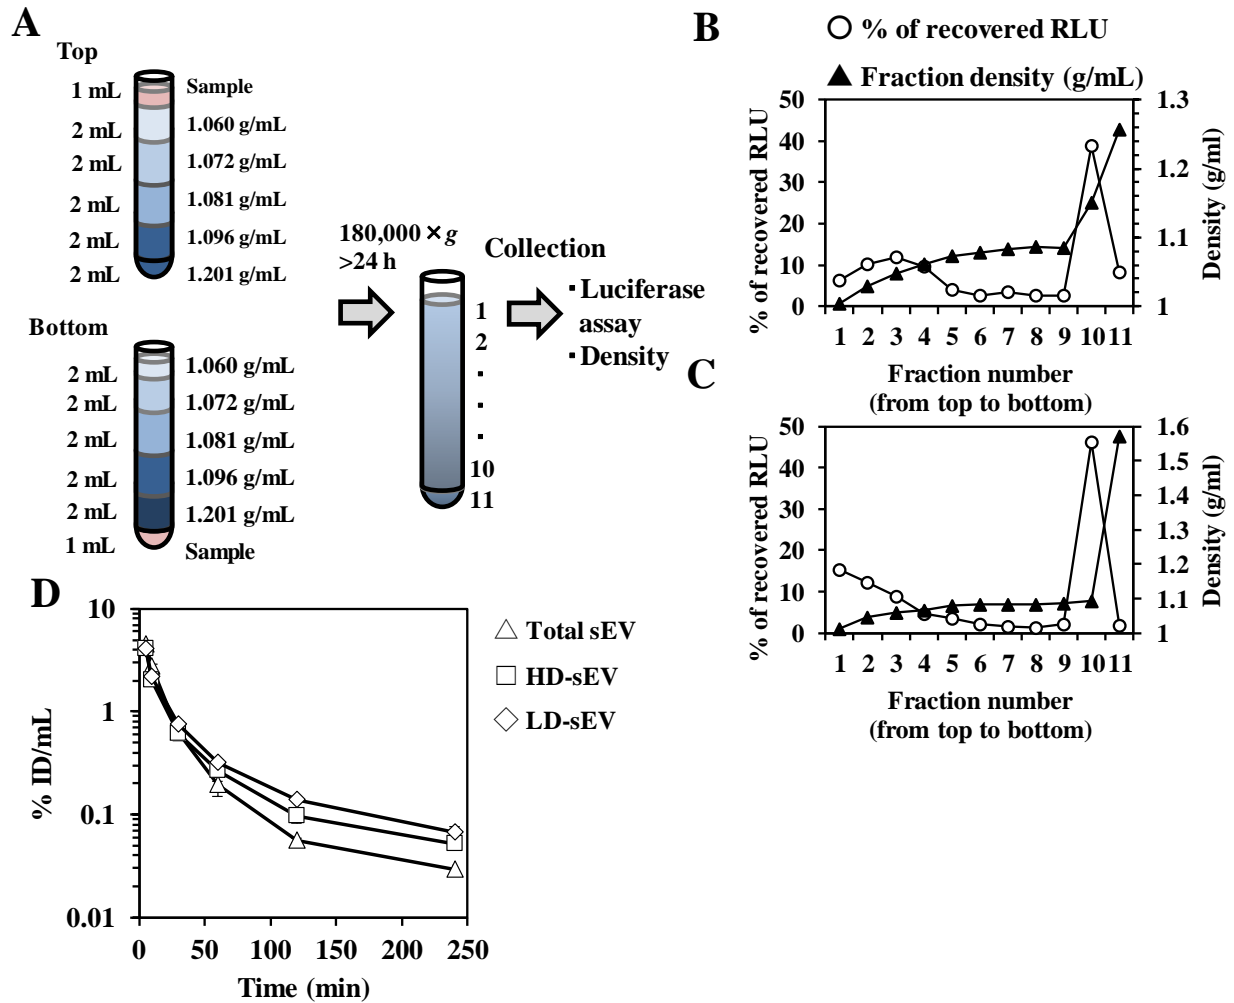 A
Top
1 mL
Sample
2 mL
1.060 g/mL
2 mL
1.072 g/mL
2 mL
1.081 g/mL
2 mL
1.096 g/mL
2 mL
1.201 g/mL
Bottom
2 mL
1.060 g/mL
2 mL
1.072 g/mL
2 mL
1.081 g/mL
2 mL
1.096 g/mL
2 mL
1.201 g/mL
1 mL
Sample
180,000 × g
>24 h
1
2
·
·
·
10
11
Collection
・Luciferase
assay
・Density
B
% of recovered RLU
Fraction density (g/mL)
% of recovered RLU
50
40
30
20
10
0
1.3
1.2
1.1
1
Density (g/ml)
1 2 3 4 5 6 7 8 9 10 11
Fraction number
(from top to bottom)
C
% of recovered RLU
50
40
30
20
10
0
1.6
1.5
1.4
1.3
1.2
1.1
1
Density (g/ml)
1 2 3 4 5 6 7 8 9 10 11
Fraction number
(from top to bottom)
D
% ID/mL
10
1
0.1
0.01
0 50 100 150 200 250
Time (min)
Total sEV
HD-sEV
LD-sEV